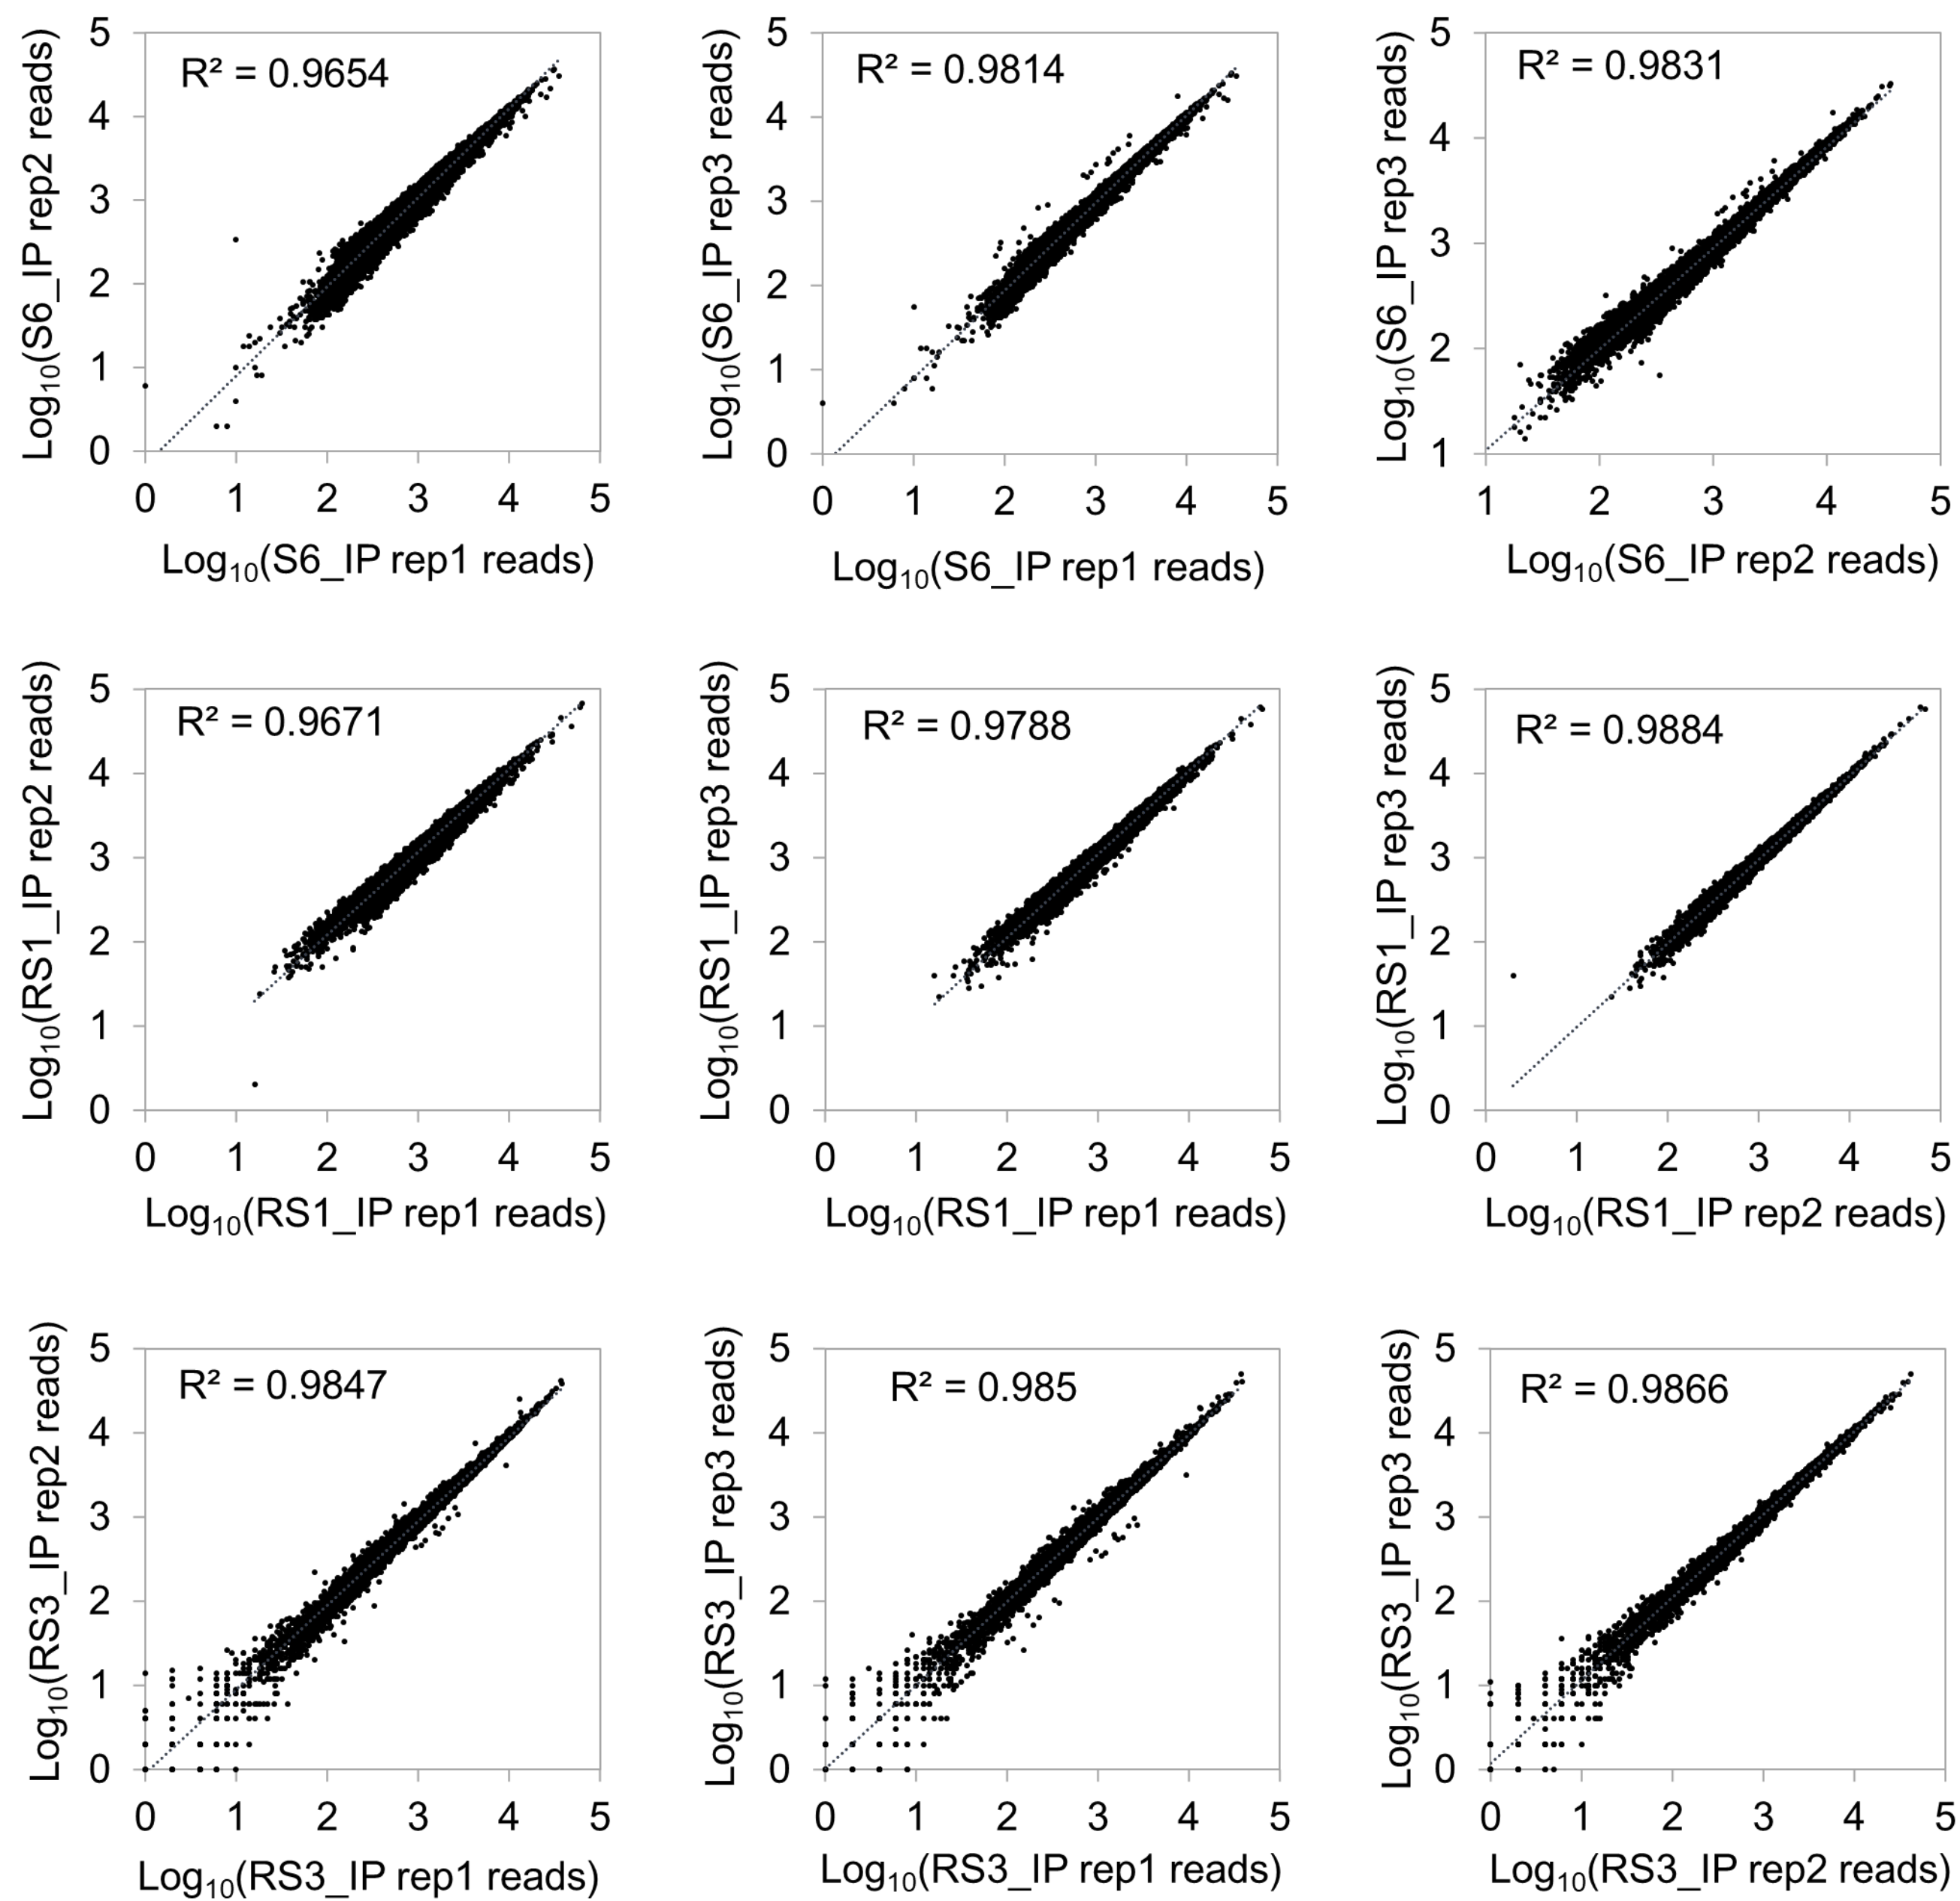 R² = 0.9654
Log₁₀(S6_IP rep2 reads)
5
4
3
2
1
0
0 1 2 3 4 5
Log₁₀(S6_IP rep1 reads)
R² = 0.9814
Log₁₀(S6_IP rep3 reads)
5
4
3
2
1
0
0 1 2 3 4 5
Log₁₀(S6_IP rep1 reads)
R² = 0.9831
Log₁₀(S6_IP rep3 reads)
5
4
3
2
1
1 2 3 4 5
Log₁₀(S6_IP rep2 reads)
R² = 0.9671
Log₁₀(RS1_IP rep2 reads)
5
4
3
2
1
0
0 1 2 3 4 5
Log₁₀(RS1_IP rep1 reads)
R² = 0.9788
Log₁₀(RS1_IP rep3 reads)
5
4
3
2
1
0
0 1 2 3 4 5
Log₁₀(RS1_IP rep1 reads)
R² = 0.9884
Log₁₀(RS1_IP rep3 reads)
5
4
3
2
1
0
0 1 2 3 4 5
Log₁₀(RS1_IP rep2 reads)
R² = 0.9847
Log₁₀(RS3_IP rep2 reads)
5
4
3
2
1
0
0 1 2 3 4 5
Log₁₀(RS3_IP rep1 reads)
R² = 0.985
Log₁₀(RS3_IP rep3 reads)
5
4
3
2
1
0
0 1 2 3 4 5
Log₁₀(RS3_IP rep1 reads)
R² = 0.9866
Log₁₀(RS3_IP rep3 reads)
5
4
3
2
1
0
0 1 2 3 4 5
Log₁₀(RS3_IP rep2 reads)